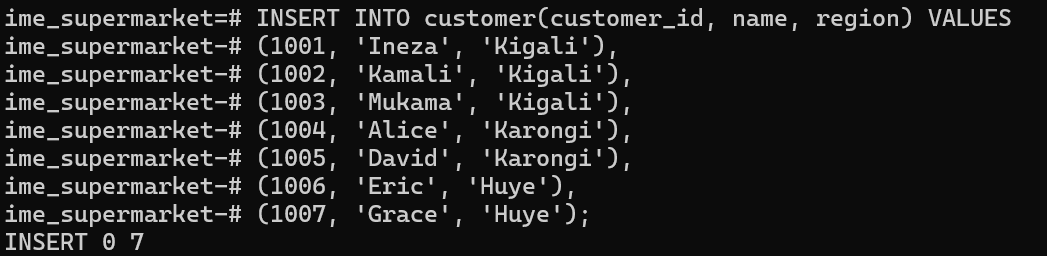 ime_supermarket=# INSERT INTO customer(customer_id, name, region) VALUES
ime_supermarket-# (1001, 'Ineza', 'Kigali'),
ime_supermarket-# (1002, 'Kamali', 'Kigali'),
ime_supermarket-# (1003, 'Mukama', 'Kigali'),
ime_supermarket-# (1004, 'Alice', 'Karongi'),
ime_supermarket-# (1005, 'David', 'Karongi'),
ime_supermarket-# (1006, 'Eric', 'Huye'),
ime_supermarket-# (1007, 'Grace', 'Huye');
INSERT 0 7